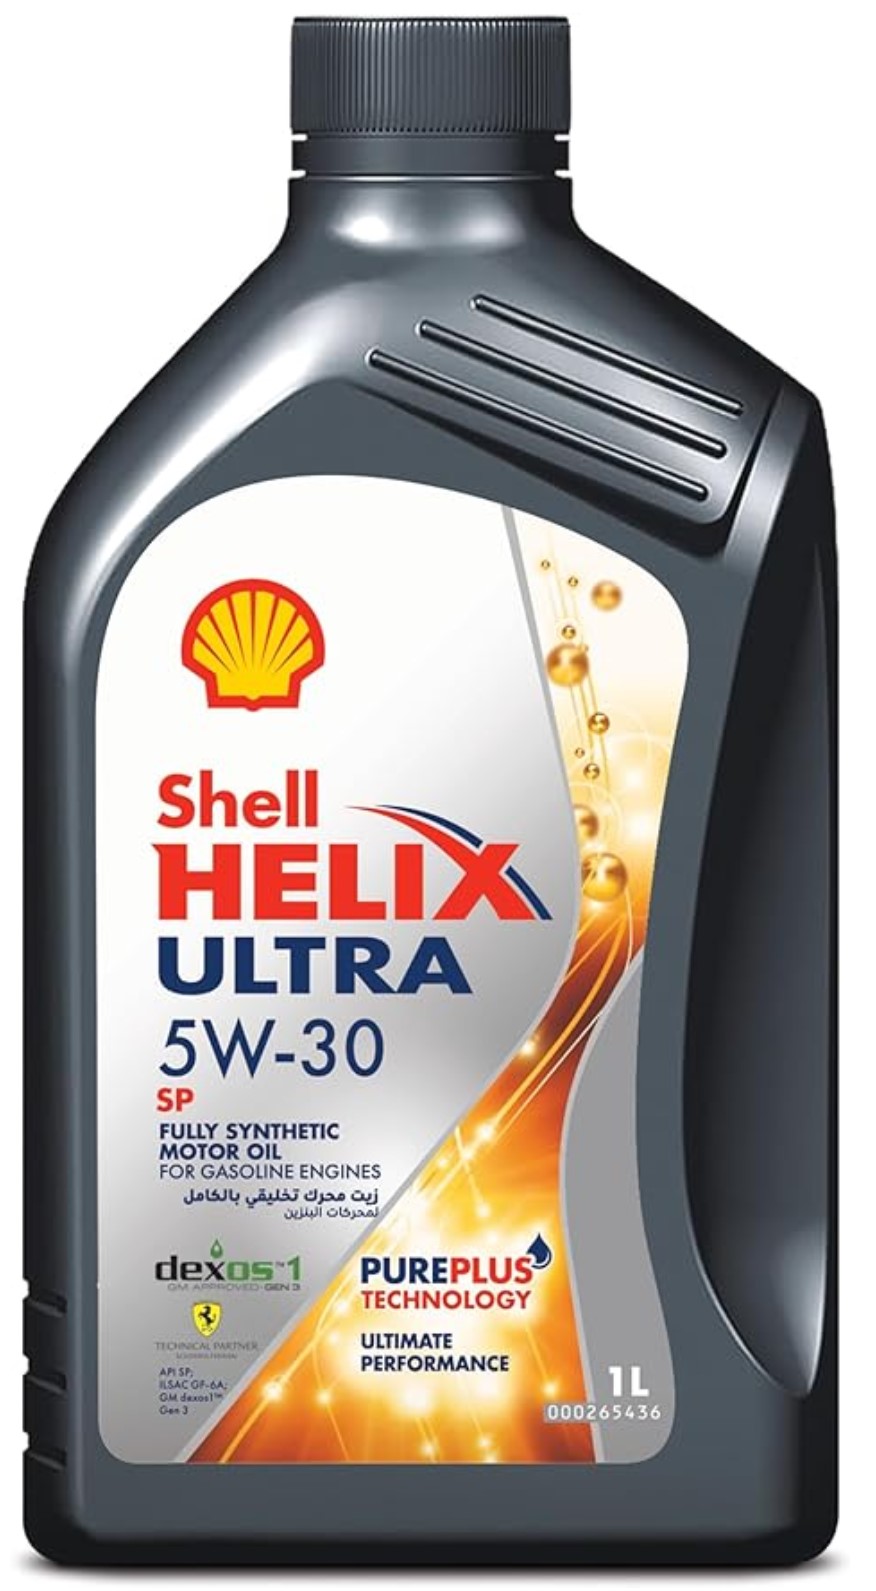 Shell
HELIX
ULTRA
5W-30
SP
FULLY SYNTHETIC
MOTOR OIL
FOR GASOLINE ENGINES
زيت محرك تخليقي بالكامل
لمحركات البنزين
dexos™1
GM APPROVED-GEN 3
TECHNICAL PARTNER
API SP;
ILSAC GF-6A;
GM dexos1™
Gen 3
PUREPLUS
TECHNOLOGY
ULTIMATE
PERFORMANCE
1L
000265436